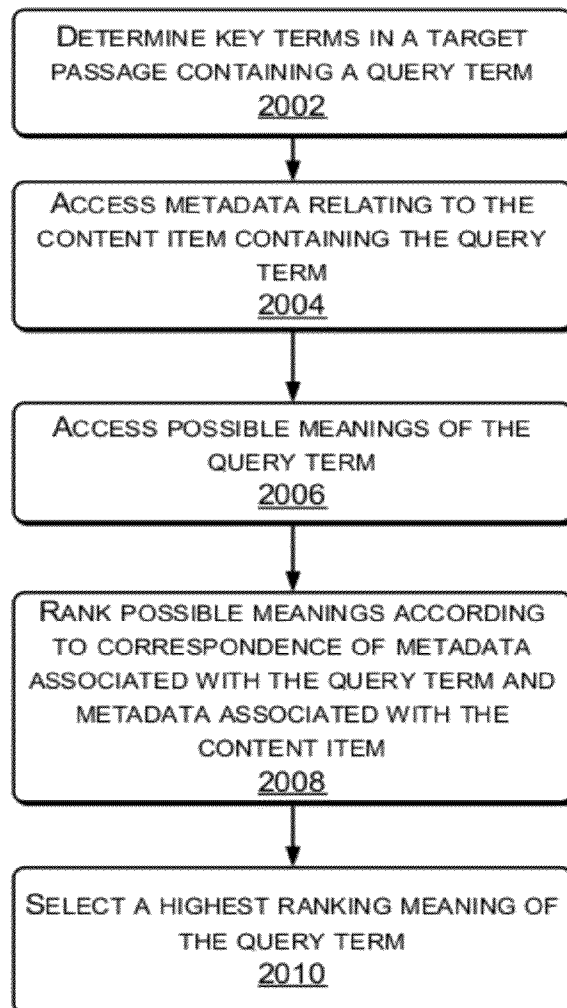 DETERMINE KEY TERMS IN A TARGET
PASSAGE CONTAINING A QUERY TERM
2002
ACCESS METADATA RELATING TO THE
CONTENT ITEM CONTAINING THE QUERY
TERM
2004
ACCESS POSSIBLE MEANINGS OF THE
QUERY TERM
2006
RANK POSSIBLE MEANINGS ACCORDING
TO CORRESPONDENCE OF METADATA
ASSOCIATED WITH THE QUERY TERM AND
METADATA ASSOCIATED WITH THE
CONTENT ITEM
2008
SELECT A HIGHEST RANKING MEANING OF
THE QUERY TERM
2010